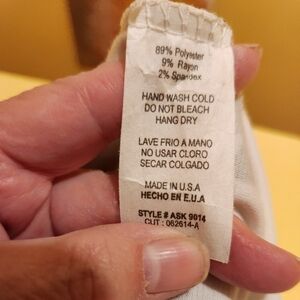 89% Polyester
9% Rayon
2% Spandex
HAND WASH COLD
DO NOT BLEACH
HANG DRY
LAVE FRIO A MANO
NO USAR CLORO
SECAR COLGADO
MADE IN U.S.A
HECHO EN E.U.A
STYLE # ASK 9014
CUT : 062614-A